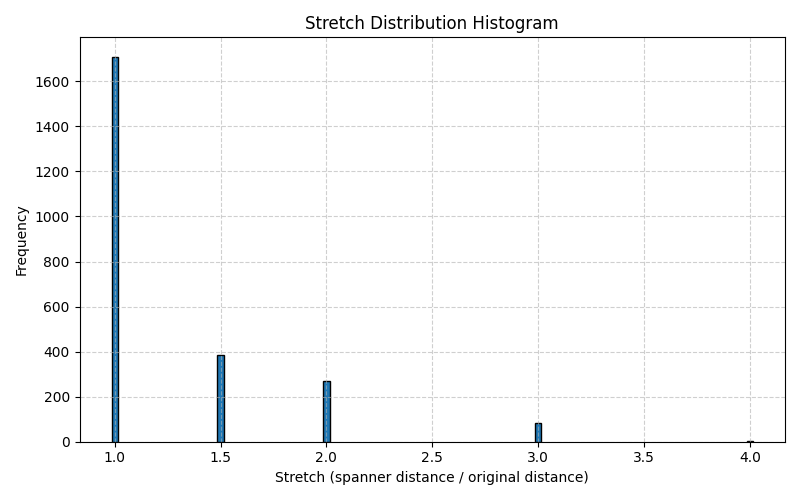 Stretch Distribution Histogram
1600
1400
1200
1000
800
600
400
200
0
Frequency
1.0 1.5 2.0 2.5 3.0 3.5 4.0
Stretch (spanner distance / original distance)